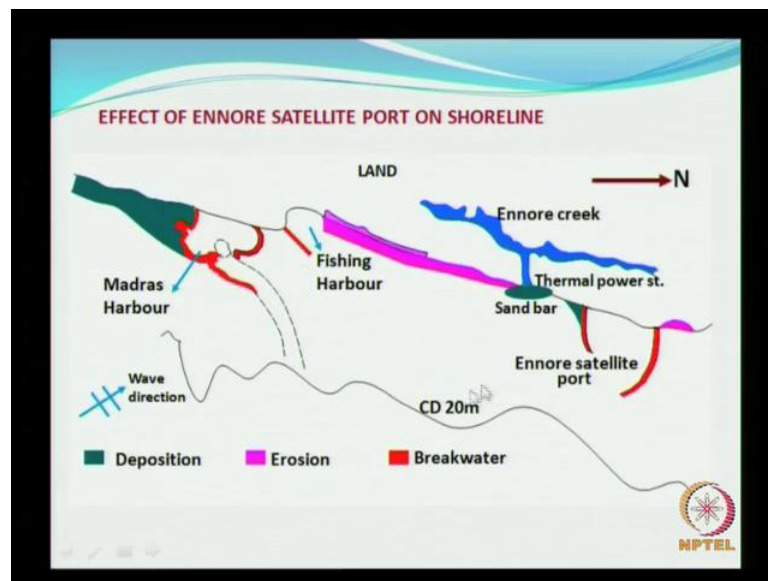 EFFECT OF ENNORE SATELLITE PORT ON SHORELINE
LAND
N
Ennore creek
Fishing
Harbour
Madras
Harbour
Thermal power st.
Sand bar
Ennore satellite
port
Wave
direction
CD 20m
Deposition
Erosion
Breakwater
NPTEL